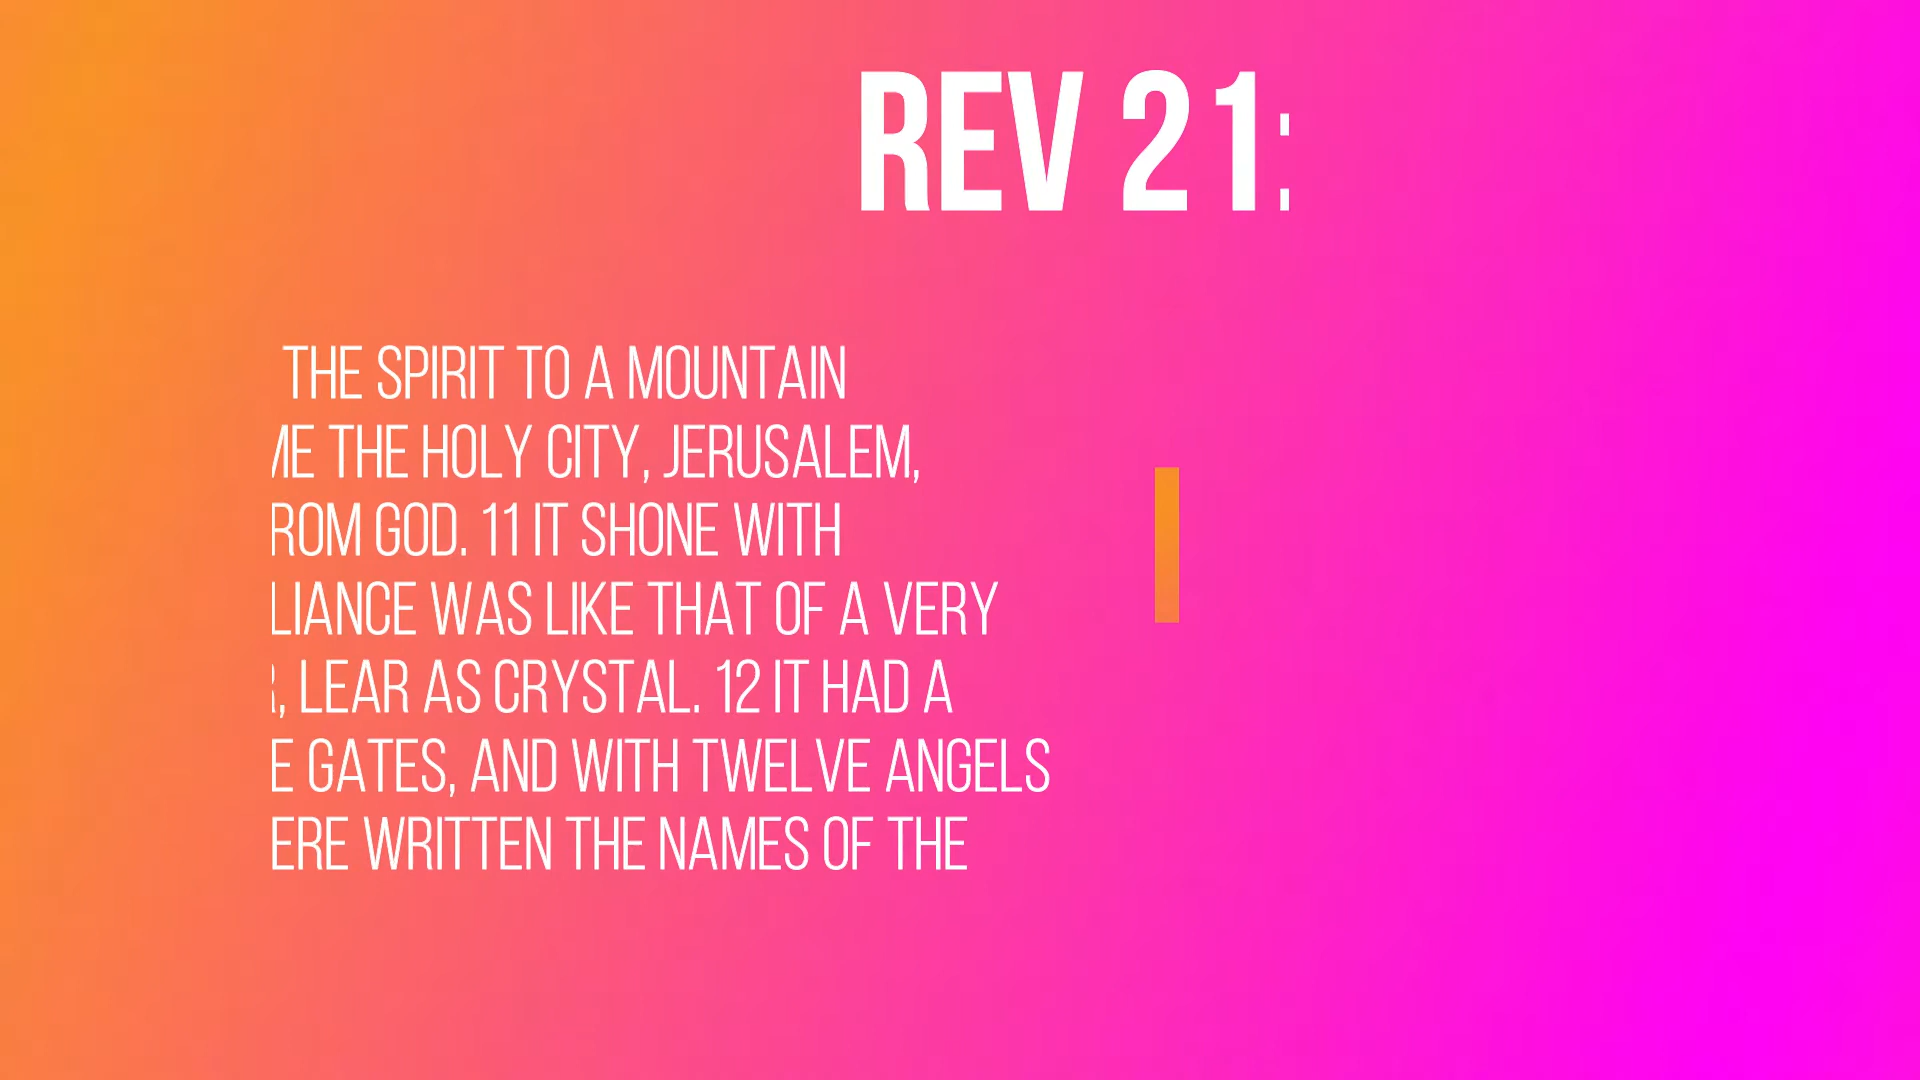 REV 21:
THE SPIRIT TO A MOUNTAIN
ME THE HOLY CITY, JERUSALEM,
ROM GOD. 11 IT SHONE WITH
LIANCE WAS LIKE THAT OF A VERY
R, LEAR AS CRYSTAL. 12 IT HAD A
E GATES, AND WITH TWELVE ANGELS
ERE WRITTEN THE NAMES OF THE